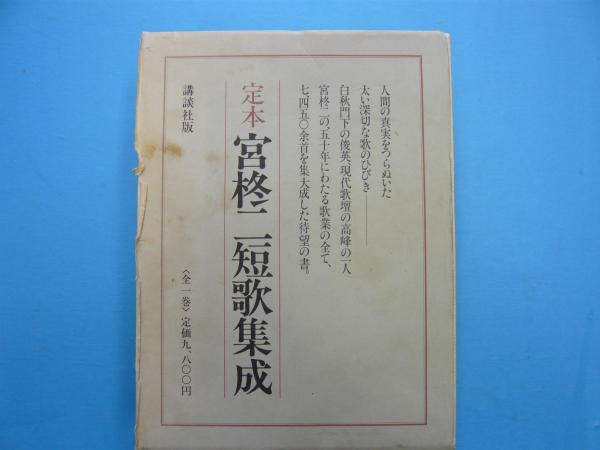 人間の真実をつらぬいた
太い深切な歌のひびき――
白秋門下の俊英、現代歌壇の高峰の一人
宮柊二の、五十年にわたる歌業の全て、
七、四五〇余首を集大成した待望の書。
定本 宮柊二短歌集成
〈全一巻〉定価九、八〇〇円
講談社版